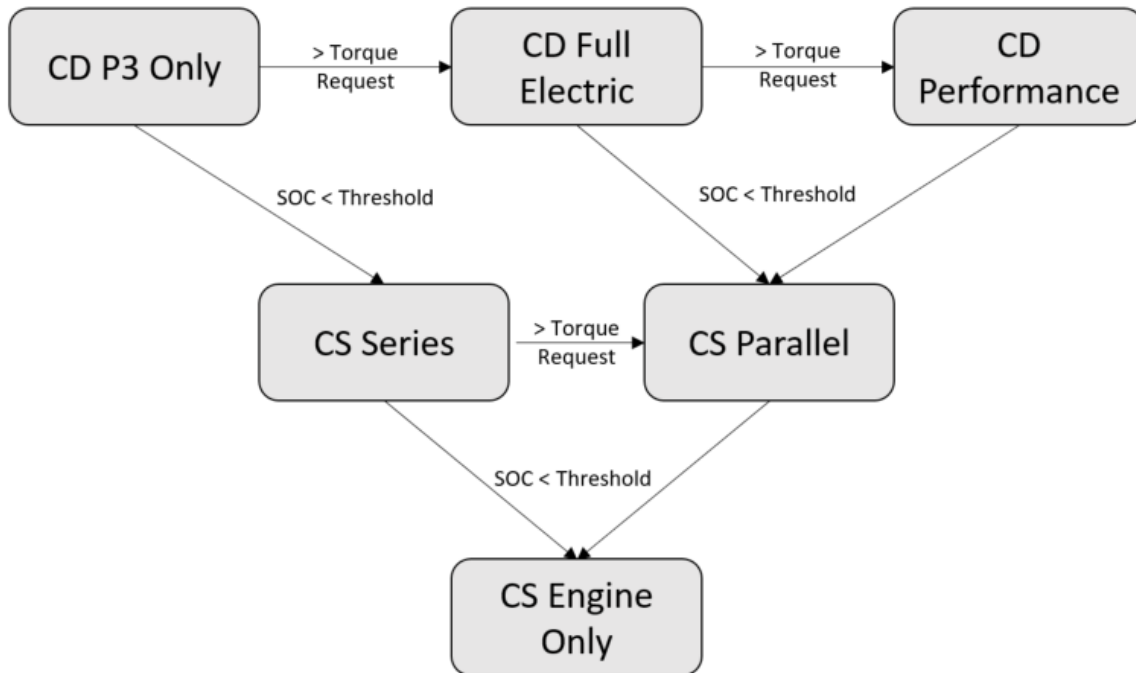 CD P3 Only
> Torque
Request
CD Full
Electric
> Torque
Request
CD
Performance
SOC < Threshold
SOC < Threshold
CS Series
> Torque
Request
CS Parallel
SOC < Threshold
CS Engine
Only